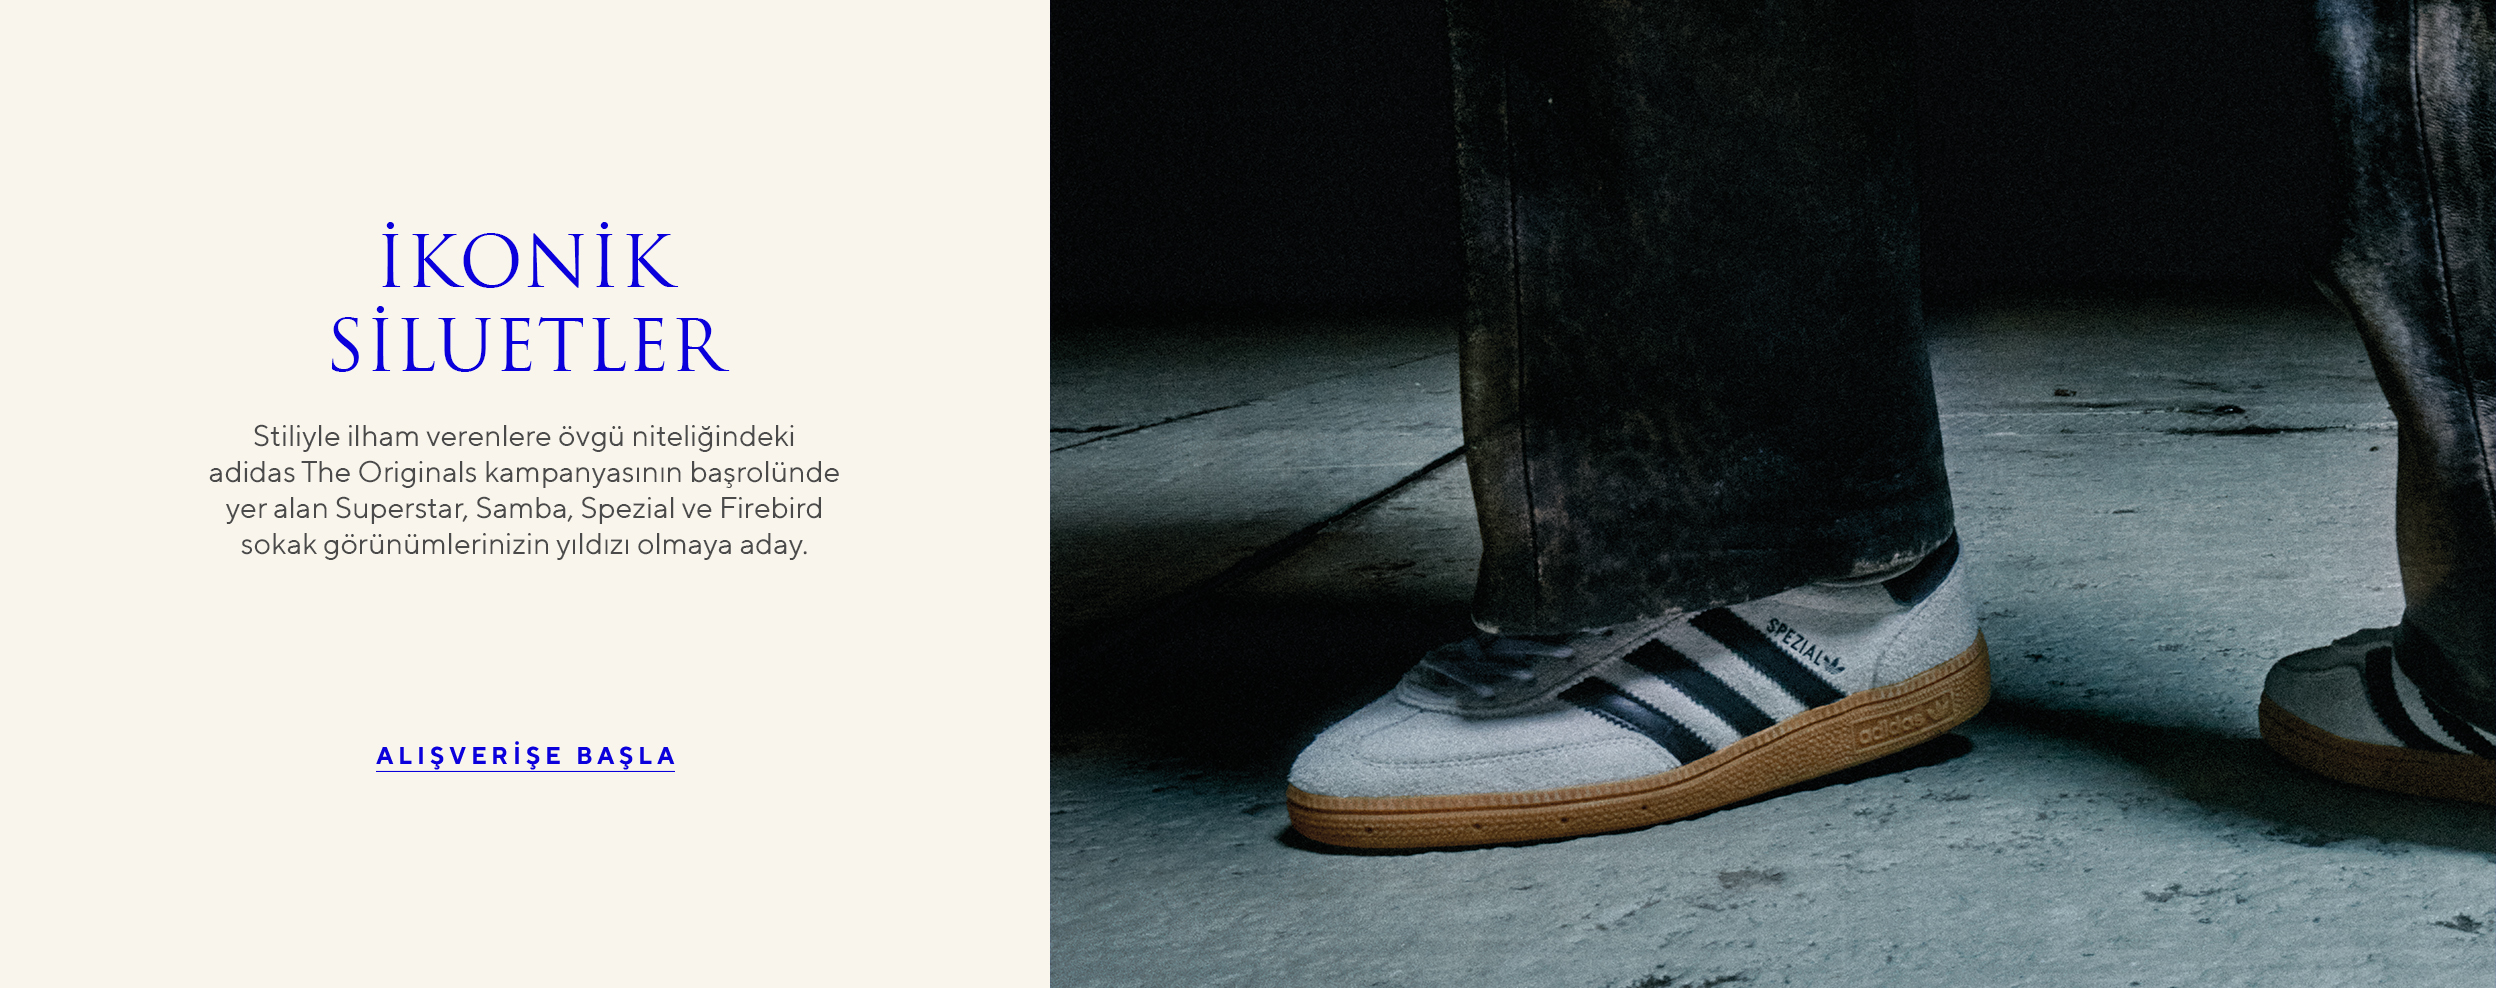 İKONİK
SİLUETLER
Stiliyle ilham verenlere övgü niteliğindeki
adidas The Originals kampanyasının başrolünde
yer alan Superstar, Samba, Spezial ve Firebird
sokak görünümlerinizin yıldızı olmaya aday.
ALIŞVERİŞE BAŞLA
SPEZIAL
adidas